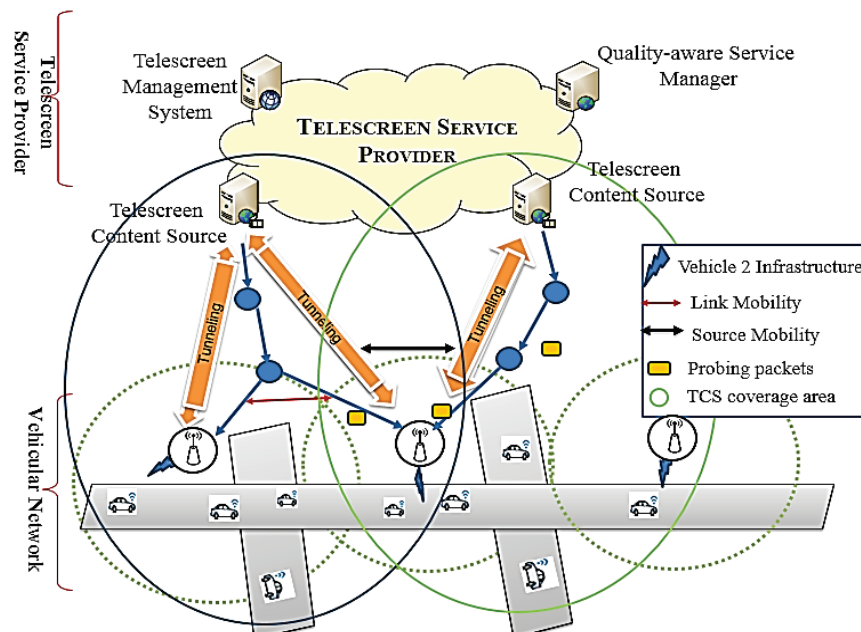 Telescreen
Service Provider
Telescreen
Management
System
Quality-aware Service
Manager
TELESCREEN SERVICE
PROVIDER
Telescreen
Content Source
Telescreen
Content Source
Tunneling
Tunneling
Tunneling
Vehicle 2 Infrastructure
Link Mobility
Source Mobility
Probing packets
TCS coverage area
Vehicular Network